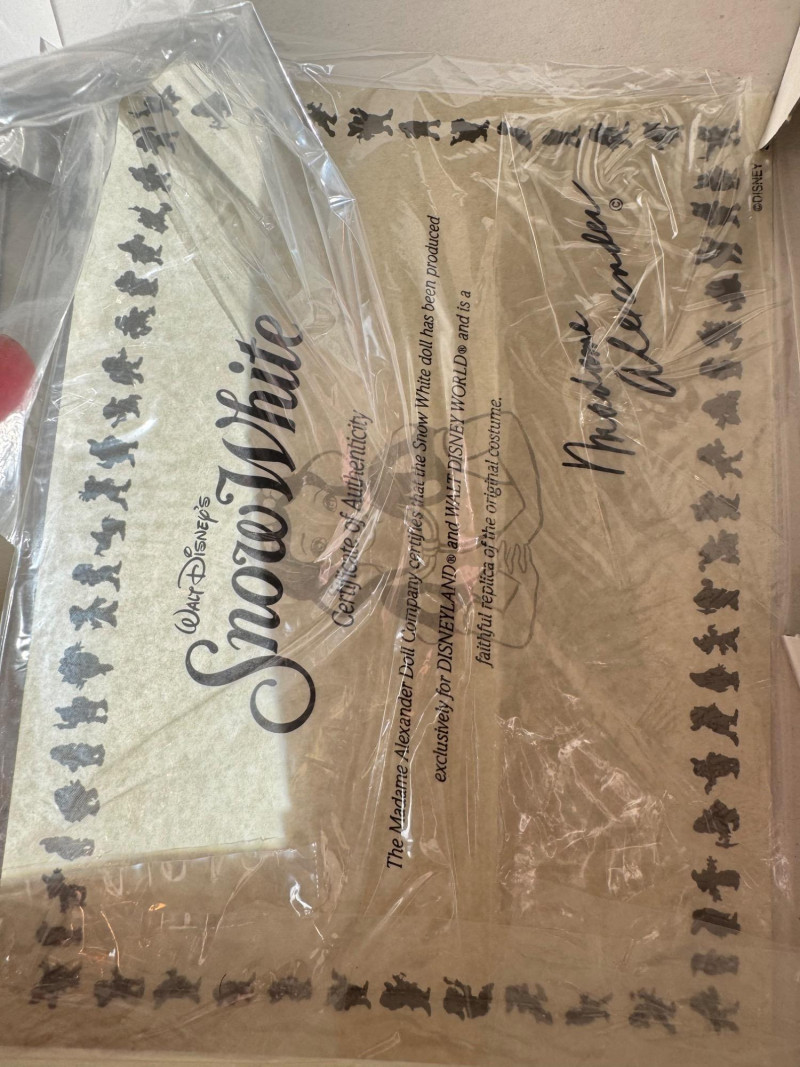 WALT DISNEY'S
Snow White
Certificate of Authenticity
The Madame Alexander Doll Company certifies that the Snow White doll has been produced
exclusively for DISNEYLAND® and WALT DISNEY WORLD® and is a
faithful replica of the original costume.
Madame
Alexander ©
©DISNEY